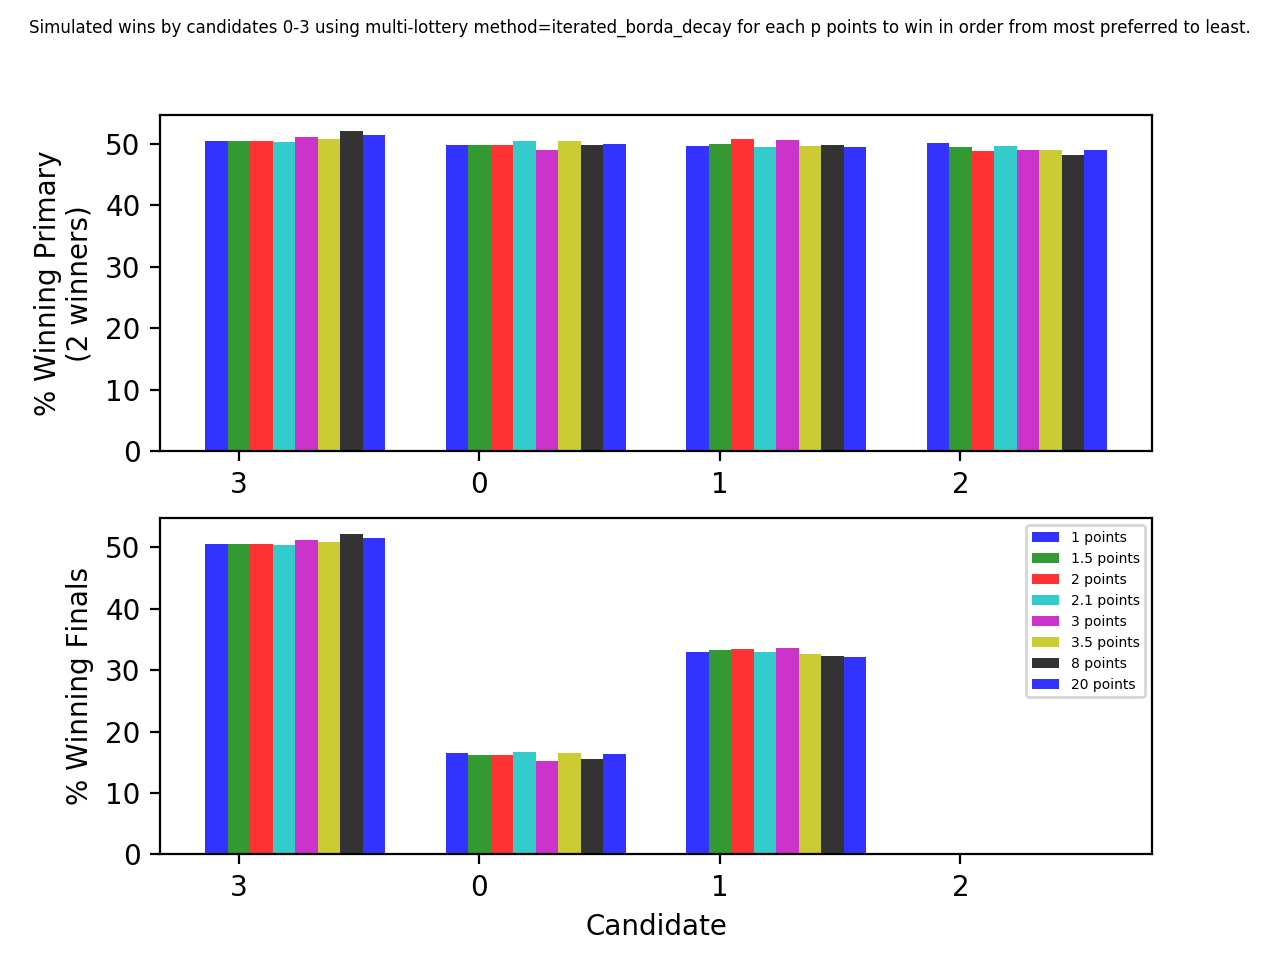 Simulated wins by candidates 0-3 using multi-lottery method=iterated_borda_decay for each p points to win in order from most preferred to least.
% Winning Primary
(2 winners)
50
40
30
20
10
0
3 0 1 2
% Winning Finals
50
40
30
20
10
0
1 points
1.5 points
2 points
2.1 points
3 points
3.5 points
8 points
20 points
3 0 1 2
Candidate